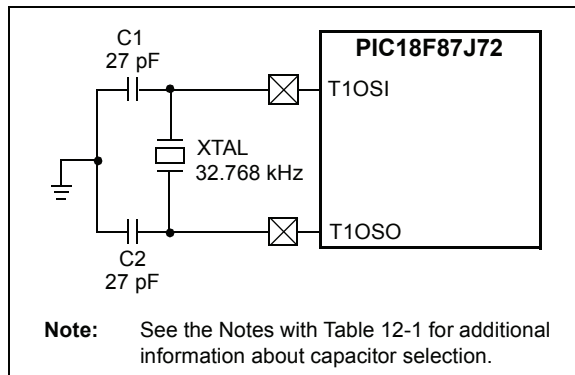 C1
27 pF
PIC18F87J72
T1OSI
XTAL
32.768 kHz
T1OSO
C2
27 pF
Note: See the Notes with Table 12-1 for additional
information about capacitor selection.